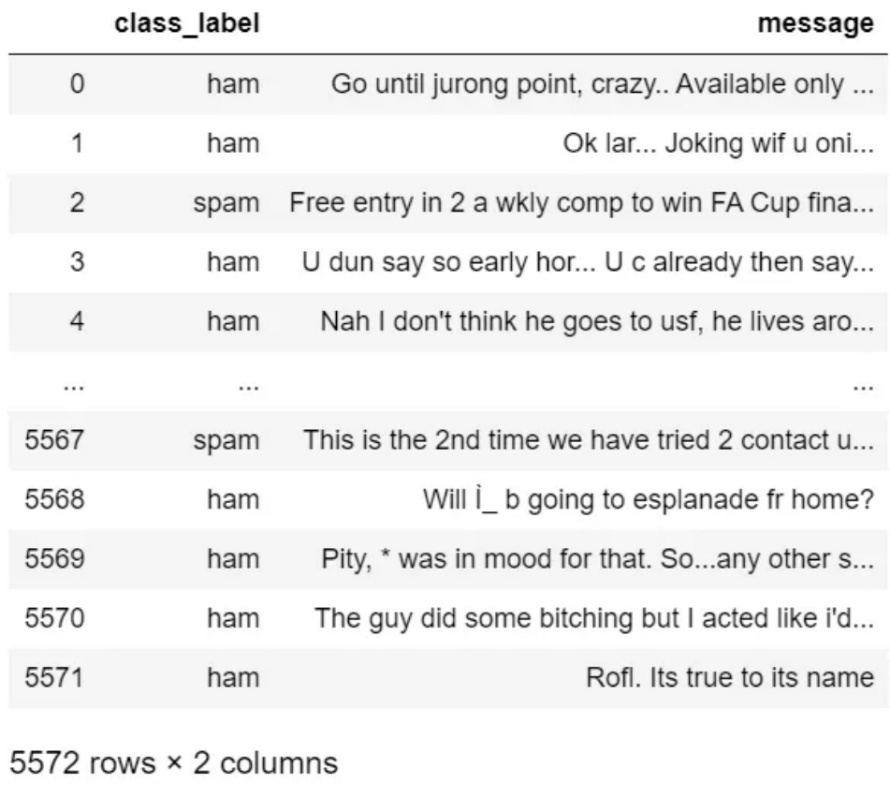 class_label message
0 ham Go until jurong point, crazy.. Available only ...
1 ham Ok lar... Joking wif u oni...
2 spam Free entry in 2 a wkly comp to win FA Cup fina...
3 ham U dun say so early hor... U c already then say...
4 ham Nah I don't think he goes to usf, he lives aro...
... ... ...
5567 spam This is the 2nd time we have tried 2 contact u...
5568 ham Will Ì_ b going to esplanade fr home?
5569 ham Pity, * was in mood for that. So...any other s...
5570 ham The guy did some bitching but I acted like i'd...
5571 ham Rofl. Its true to its name
5572 rows × 2 columns